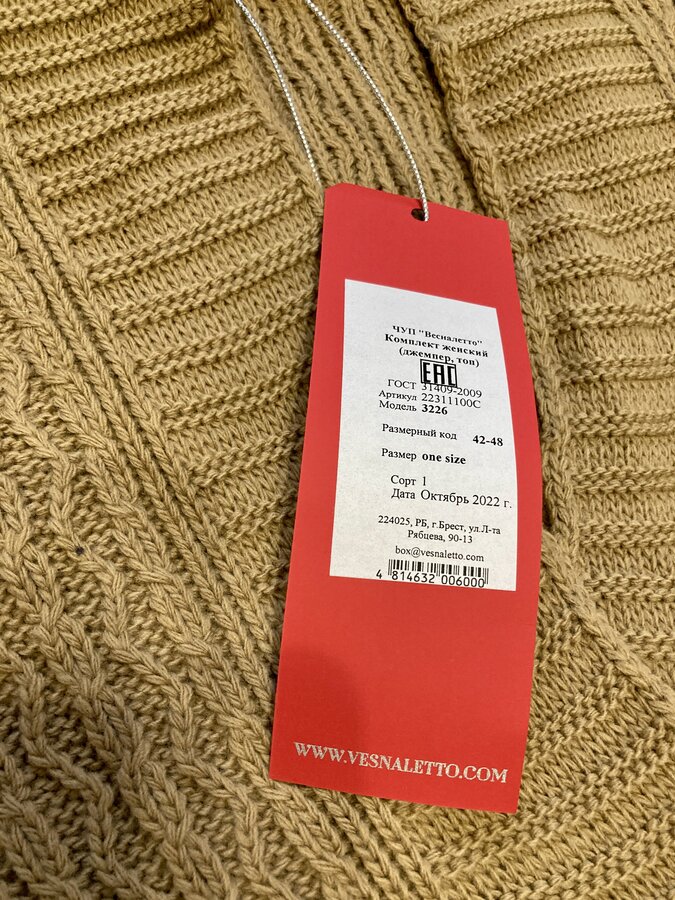 ЧУП "Весналетто"
Комплект женский
(джемпер, топ)
ЕАС
ГОСТ 31409-2009
Артикул 22311100С
Модель 3226
Размерный код 42-48
Размер one size
Сорт 1
Дата Октябрь 2022 г.
224025, РБ, г.Брест, ул.Л-та
Рябцева, 90-13
box@vesnaletto.com
4 814632 006000
WWW.VESNALETTO.COM